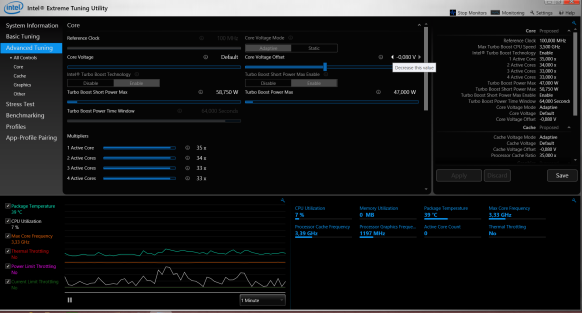 intel Intel® Extreme Tuning Utility
Stop Monitors Monitoring Settings Help
System Information
Basic Tuning
Advanced Tuning
All Controls
Core
Cache
Graphics
Other
Stress Test
Benchmarking
Profiles
App-Profile Pairing
Core
Reference Clock 100,000 MHz
Core Voltage Mode
Adaptive Static
Core Voltage Default
Core Voltage Offset -0,080 V
Decrease this value
Intel® Turbo Boost Technology
Disable Enable
Turbo Boost Short Power Max Enable
Disable Enable
Turbo Boost Short Power Max 58,750 W
Turbo Boost Power Max 47,000 W
Turbo Boost Power Time Window 64,000 Seconds
Multipliers
1 Active Core 35 x
2 Active Cores 34 x
3 Active Cores 33 x
4 Active Cores 33 x
Core Proposed
Reference Clock 100,000 MHz
Max Turbo Boost CPU Speed 3,500 GHz
Intel® Turbo Boost Technology Enable
1 Active Core 35,000 x
2 Active Cores 34,000 x
3 Active Cores 33,000 x
4 Active Cores 33,000 x
Turbo Boost Power Max 47,000 W
Turbo Boost Short Power Max 58,750 W
Turbo Boost Short Power Max Enable Enable
Turbo Boost Power Time Window 64,000 Seconds
Core Voltage Mode Adaptive
Core Voltage Default
Core Voltage Offset -0,080 V
Cache Proposed
Cache Voltage Mode Adaptive
Cache Voltage Default
Cache Voltage Offset -0,080 V
Processor Cache Ratio 35,000 x
Apply Discard Save
Package Temperature
39 °C
CPU Utilization
7 %
Max Core Frequency
3,33 GHz
Thermal Throttling
No
Power Limit Throttling
No
Current Limit Throttling
No
1 Minute
CPU Utilization
7 %
Memory Utilization
0 MB
Package Temperature
39 °C
Max Core Frequency
3,33 GHz
Processor Cache Frequency
3,39 GHz
Processor Graphics Freque...
1197 MHz
Active Core Count
0
Thermal Throttling
No